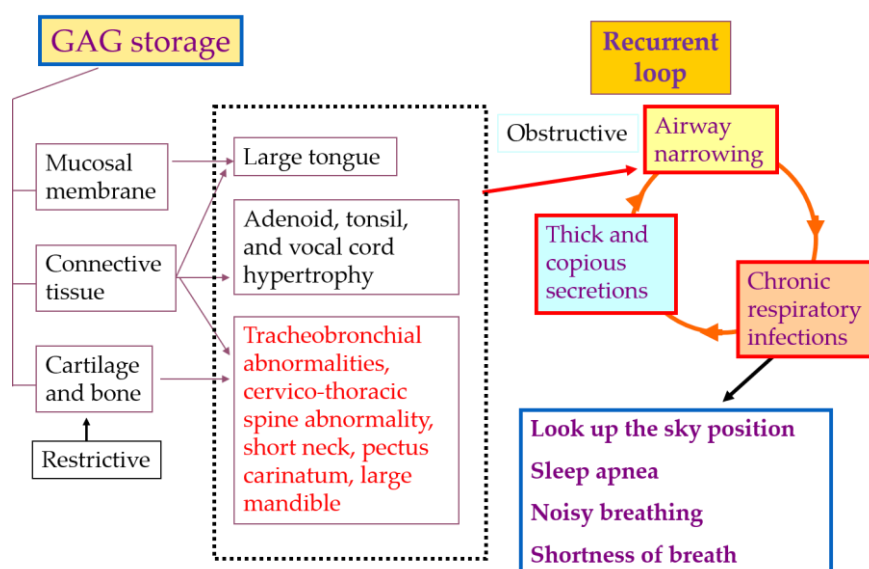 GAG storage
Mucosal
membrane
Connective
tissue
Cartilage
and bone
Restrictive
Large tongue
Adenoid, tonsil,
and vocal cord
hypertrophy
Tracheobronchial
abnormalities,
cervico-thoracic
spine abnormality,
short neck, pectus
carinatum, large
mandible
Recurrent
loop
Obstructive
Airway
narrowing
Thick and
copious
secretions
Chronic
respiratory
infections
Look up the sky position
Sleep apnea
Noisy breathing
Shortness of breath